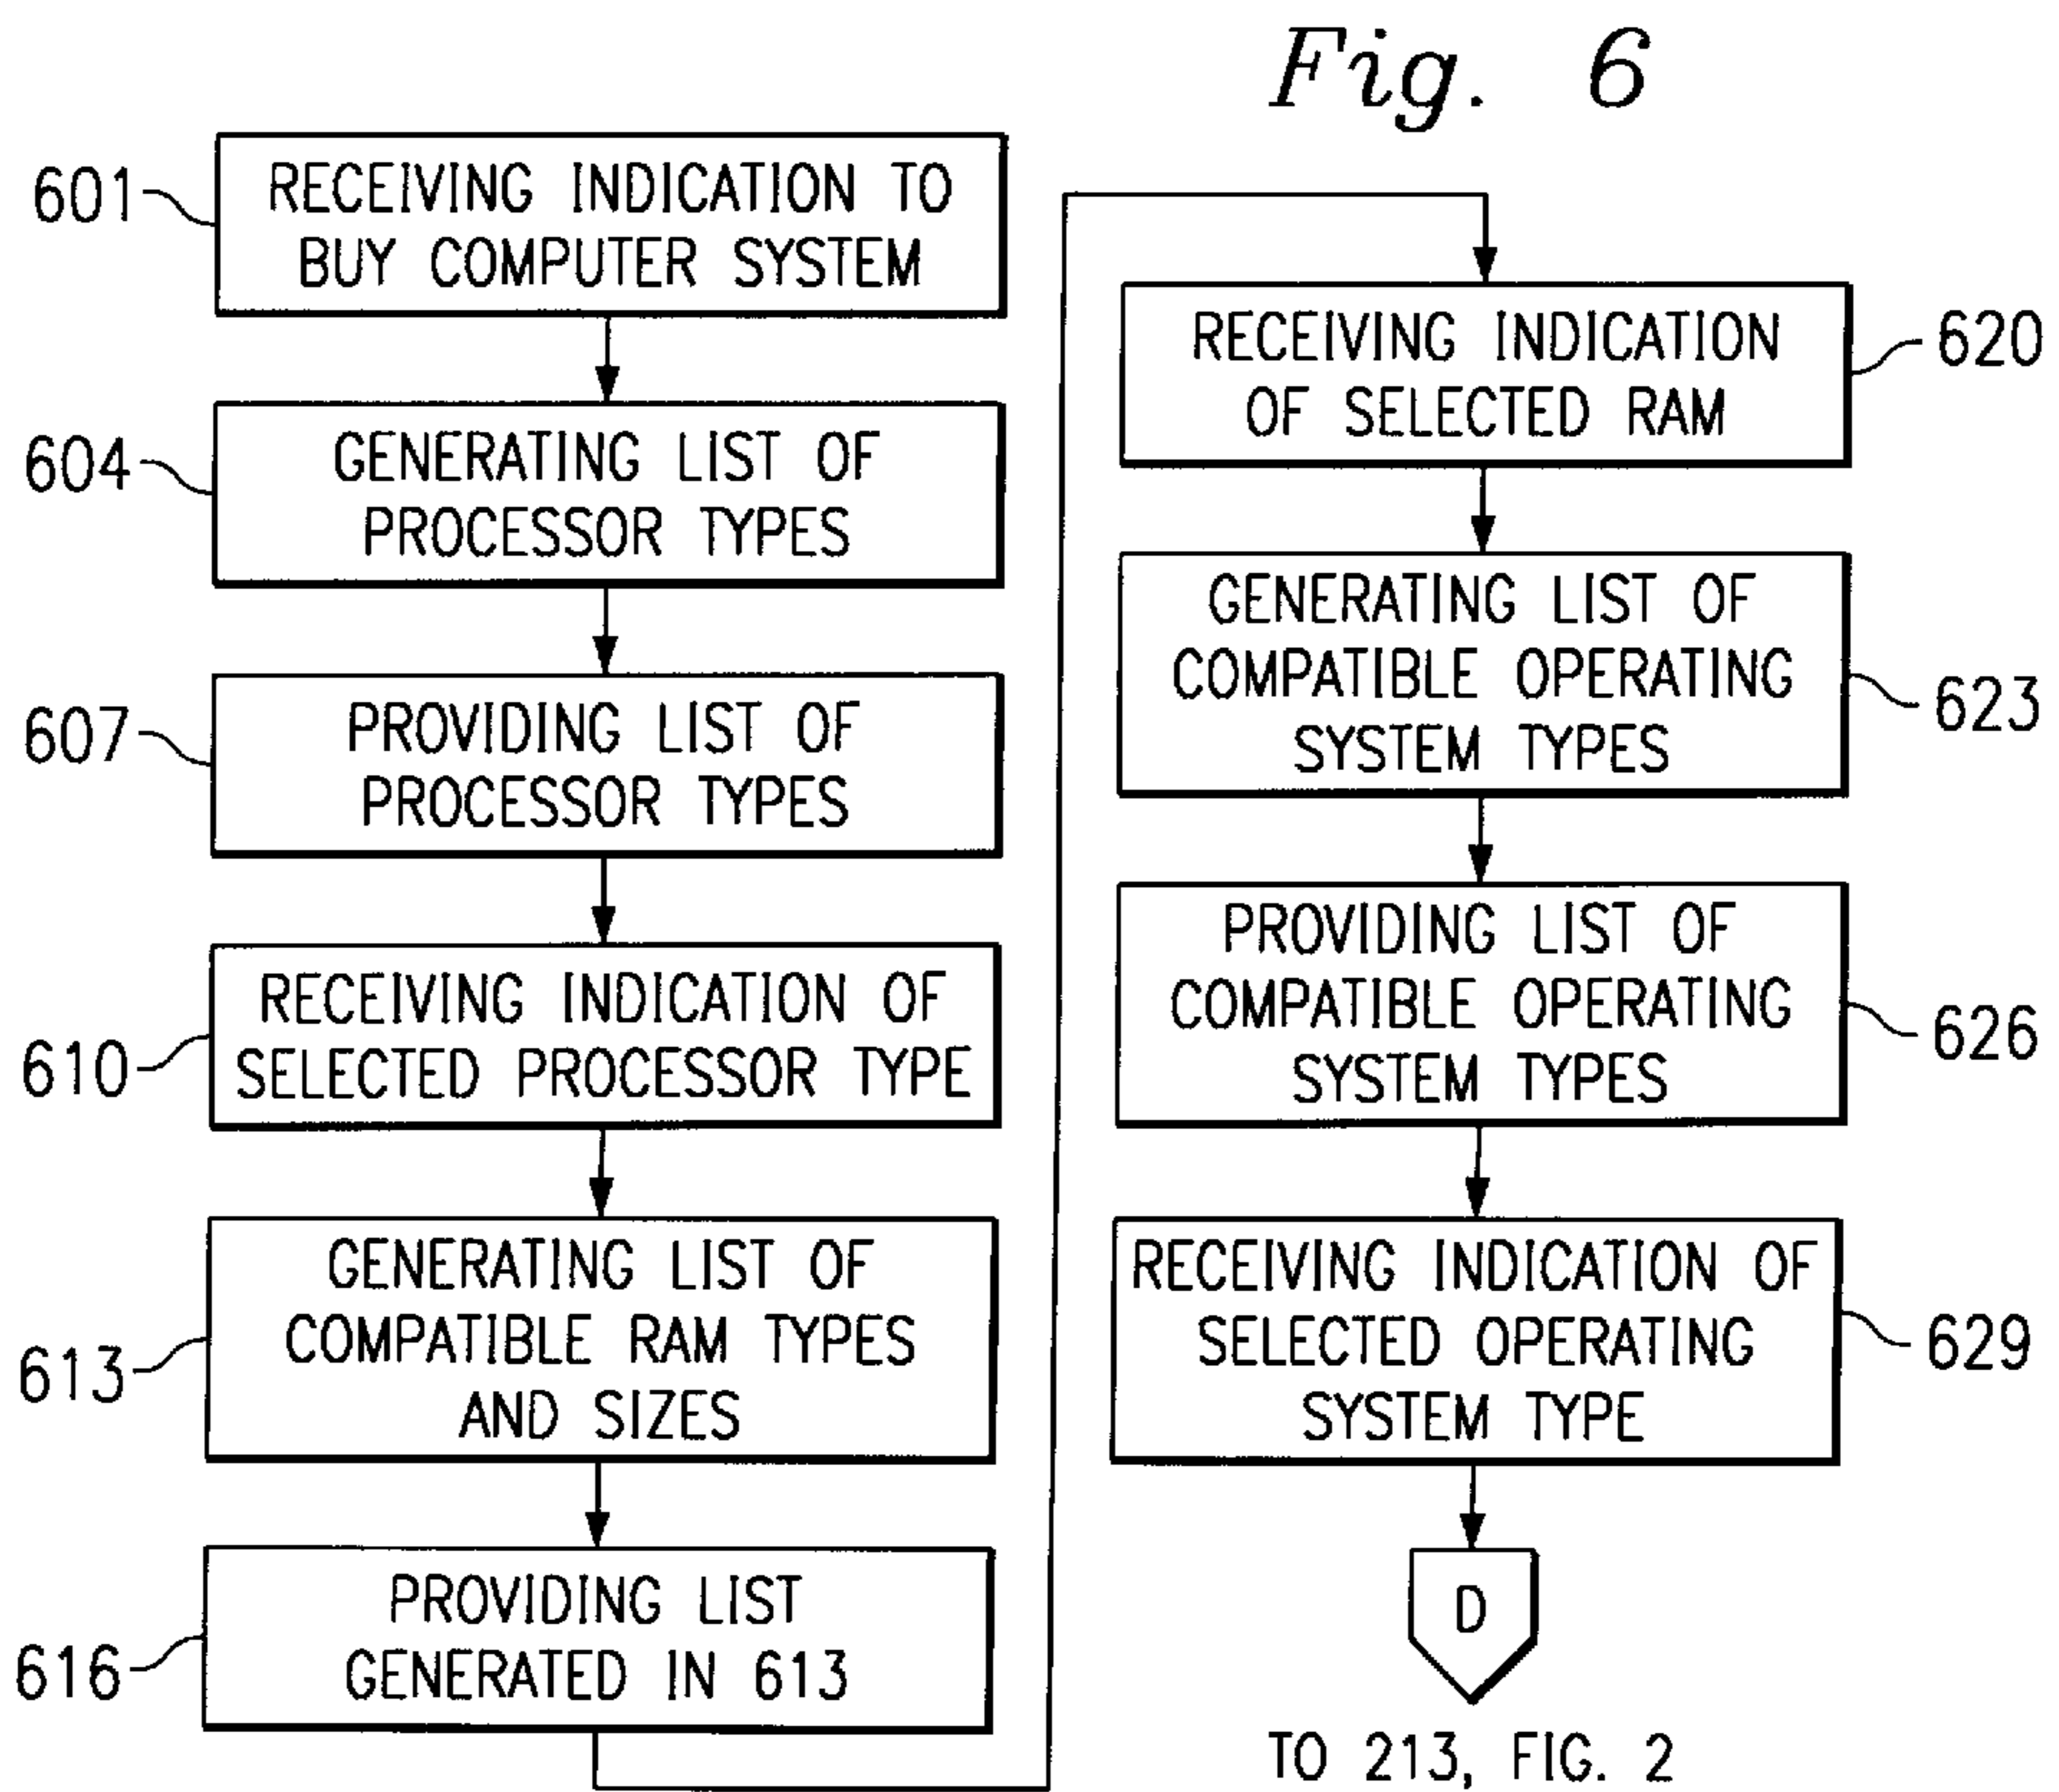 Fig. 6
601
RECEIVING INDICATION TO
BUY COMPUTER SYSTEM
604
GENERATING LIST OF
PROCESSOR TYPES
607
PROVIDING LIST OF
PROCESSOR TYPES
610
RECEIVING INDICATION OF
SELECTED PROCESSOR TYPE
613
GENERATING LIST OF
COMPATIBLE RAM TYPES
AND SIZES
616
PROVIDING LIST
GENERATED IN 613
RECEIVING INDICATION
OF SELECTED RAM
620
GENERATING LIST OF
COMPATIBLE OPERATING
SYSTEM TYPES
623
PROVIDING LIST OF
COMPATIBLE OPERATING
SYSTEM TYPES
626
RECEIVING INDICATION OF
SELECTED OPERATING
SYSTEM TYPE
629
D
TO 213, FIG. 2